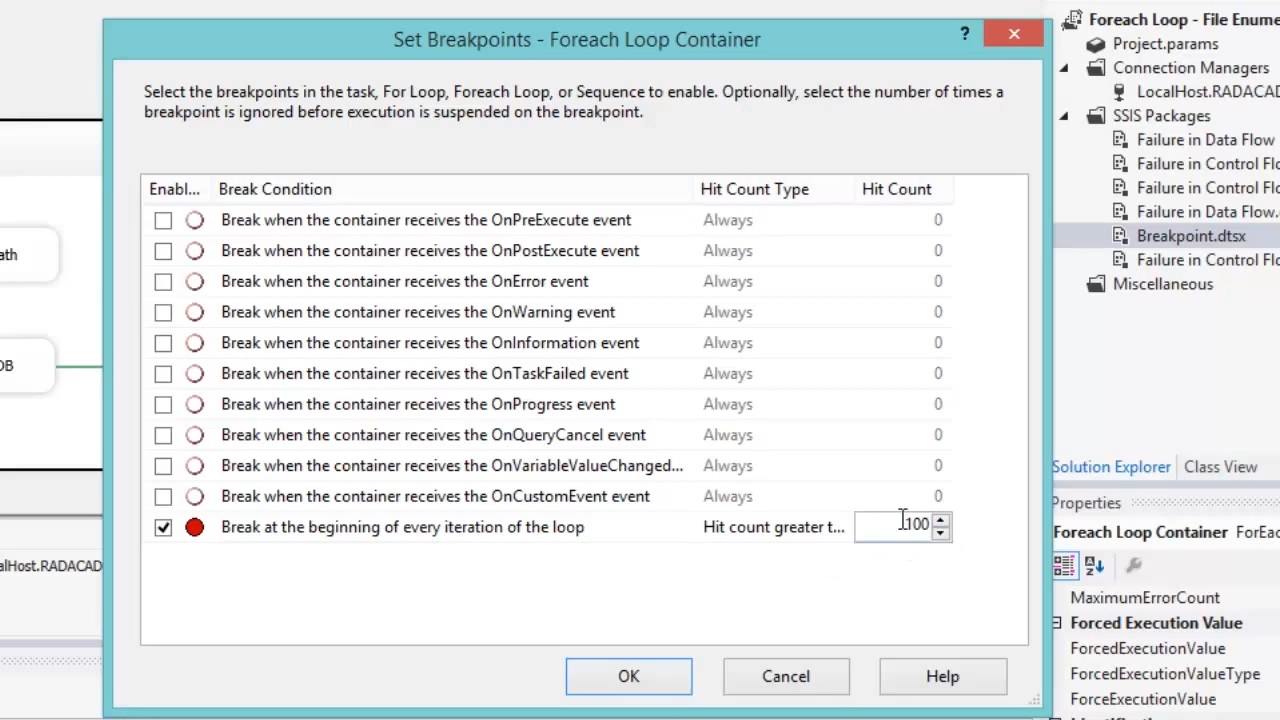 Set Breakpoints - Foreach Loop Container
?
Select the breakpoints in the task, For Loop, Foreach Loop, or Sequence to enable. Optionally, select the number of times a
breakpoint is ignored before execution is suspended on the breakpoint.
Enabl... Break Condition Hit Count Type Hit Count
Break when the container receives the OnPreExecute event Always 0
Break when the container receives the OnPostExecute event Always 0
Break when the container receives the OnError event Always 0
Break when the container receives the OnWarning event Always 0
Break when the container receives the OnInformation event Always 0
Break when the container receives the OnTaskFailed event Always 0
Break when the container receives the OnProgress event Always 0
Break when the container receives the OnQueryCancel event Always 0
Break when the container receives the OnVariableValueChanged... Always 0
Break when the container receives the OnCustomEvent event Always 0
Break at the beginning of every iteration of the loop Hit count greater t... 100
OK Cancel Help
ath
OB
alHost.RADACAD
Foreach Loop - File Enume
Project.params
Connection Managers
LocalHost.RADACAD
SSIS Packages
Failure in Data Flow
Failure in Control Flo
Failure in Control Flo
Failure in Data Flow.
Breakpoint.dtsx
Failure in Control Flo
Miscellaneous
Solution Explorer Class View
Properties
Foreach Loop Container ForEac
MaximumErrorCount
Forced Execution Value
ForcedExecutionValue
ForcedExecutionValueType
ForceExecutionValue